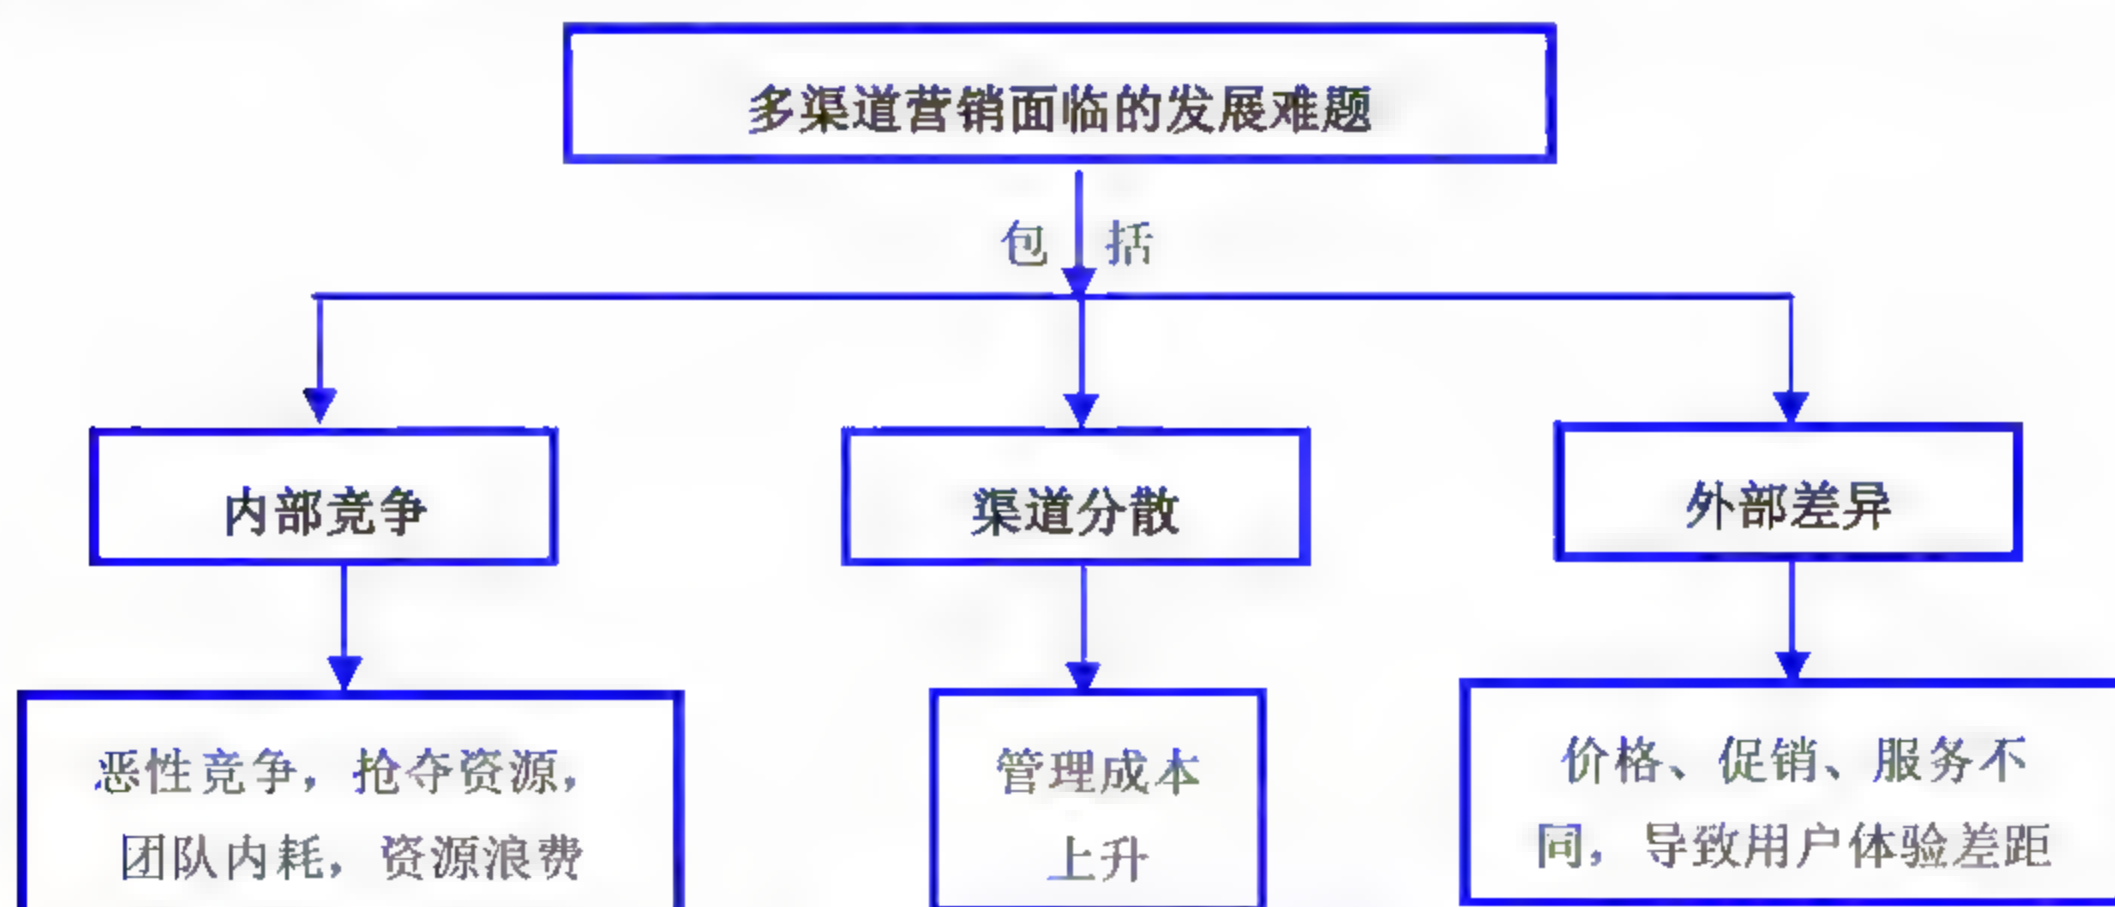 多渠道营销面临的发展难题
包 括
内部竞争
渠道分散
外部差异
恶性竞争，抢夺资源，
团队内耗，资源浪费
管理成本
上升
价格、促销、服务不
同，导致用户体验差距